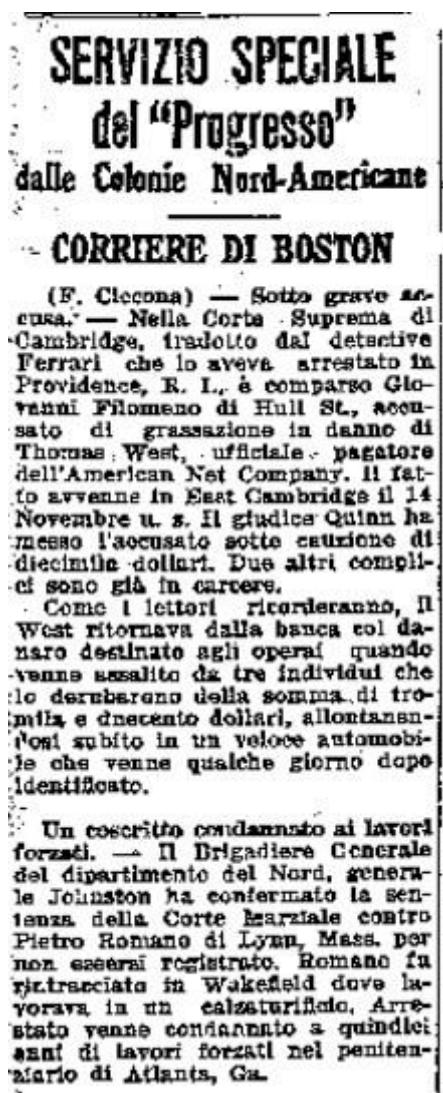 SERVIZIO SPECIALE
del "Progresso"
dalle Colonie Nord-Americane
CORRIERE DI BOSTON
(F. Ciccona) — Sotto grave ac-
cusa. — Nella Corte Suprema di
Cambridge, tradotto dal detective
Ferrari che lo aveva arrestato in
Providence, R. I., è comparso Gio-
vanni Filomeno di Hull St., accu-
sato di grassazione in danno di
Thomas West, ufficiale pagatore
dell'American Net Company. Il fat-
to avvenne in East Cambridge il 14
Novembre u. s. Il giudice Quinn ha
messo l'accusato sotto cauzione di
diecimila dollari. Due altri compli-
ci sono già in carcere.
Come i lettori ricorderanno, il
West ritornava dalla banca col da-
naro destinato agli operai quando
venne assalito da tre individui che
lo derubarono della somma di tre-
mila e duecento dollari, allontanan-
dosi subito in un veloce automobi-
le che venne qualche giorno dopo
identificato.
Un coscritto condannato ai lavori
forzati. — Il Brigadiere Generale
del dipartimento del Nord, genera-
le Johnston ha confermato la sen-
tenza della Corte Marziale contro
Pietro Romano di Lynn, Mass. per
non essersi registrato. Romano fu
rintracciato in Wakefield dove la-
vorava in un calzaturificio. Arre-
stato venne condannato a quindici
anni di lavori forzati nel peniten-
ziario di Atlanta, Ga.